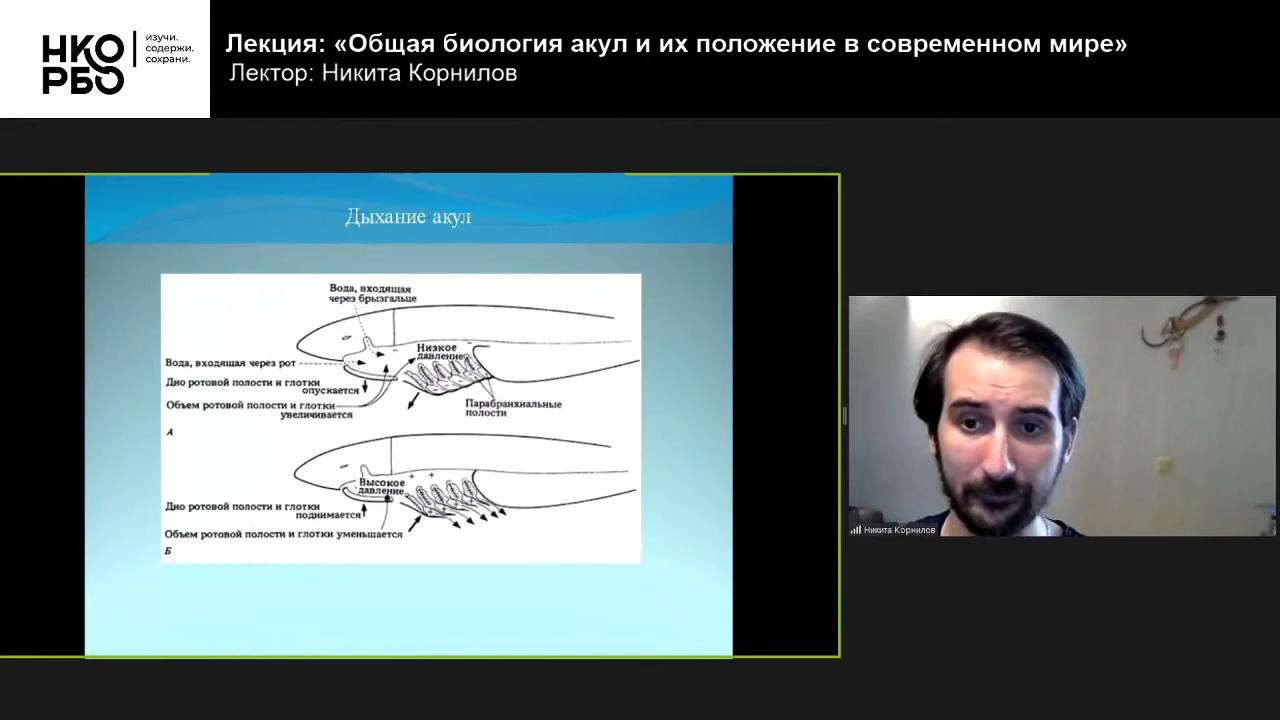 НКО
РБО
изучи.
содержи.
сохрани.
Лекция: «Общая биология акул и их положение в современном мире»
Лектор: Никита Корнилов
Дыхание акул
Вода, входящая
через брызгальце
Низкое
давление
Вода, входящая через рот
Дно ротовой полости и глотки
опускается
Объем ротовой полости и глотки
увеличивается
Парабранхиальные
полости
А
Высокое
давление
Дно ротовой полости и глотки
поднимается
Объем ротовой полости и глотки уменьшается
Б
Никита Корнилов